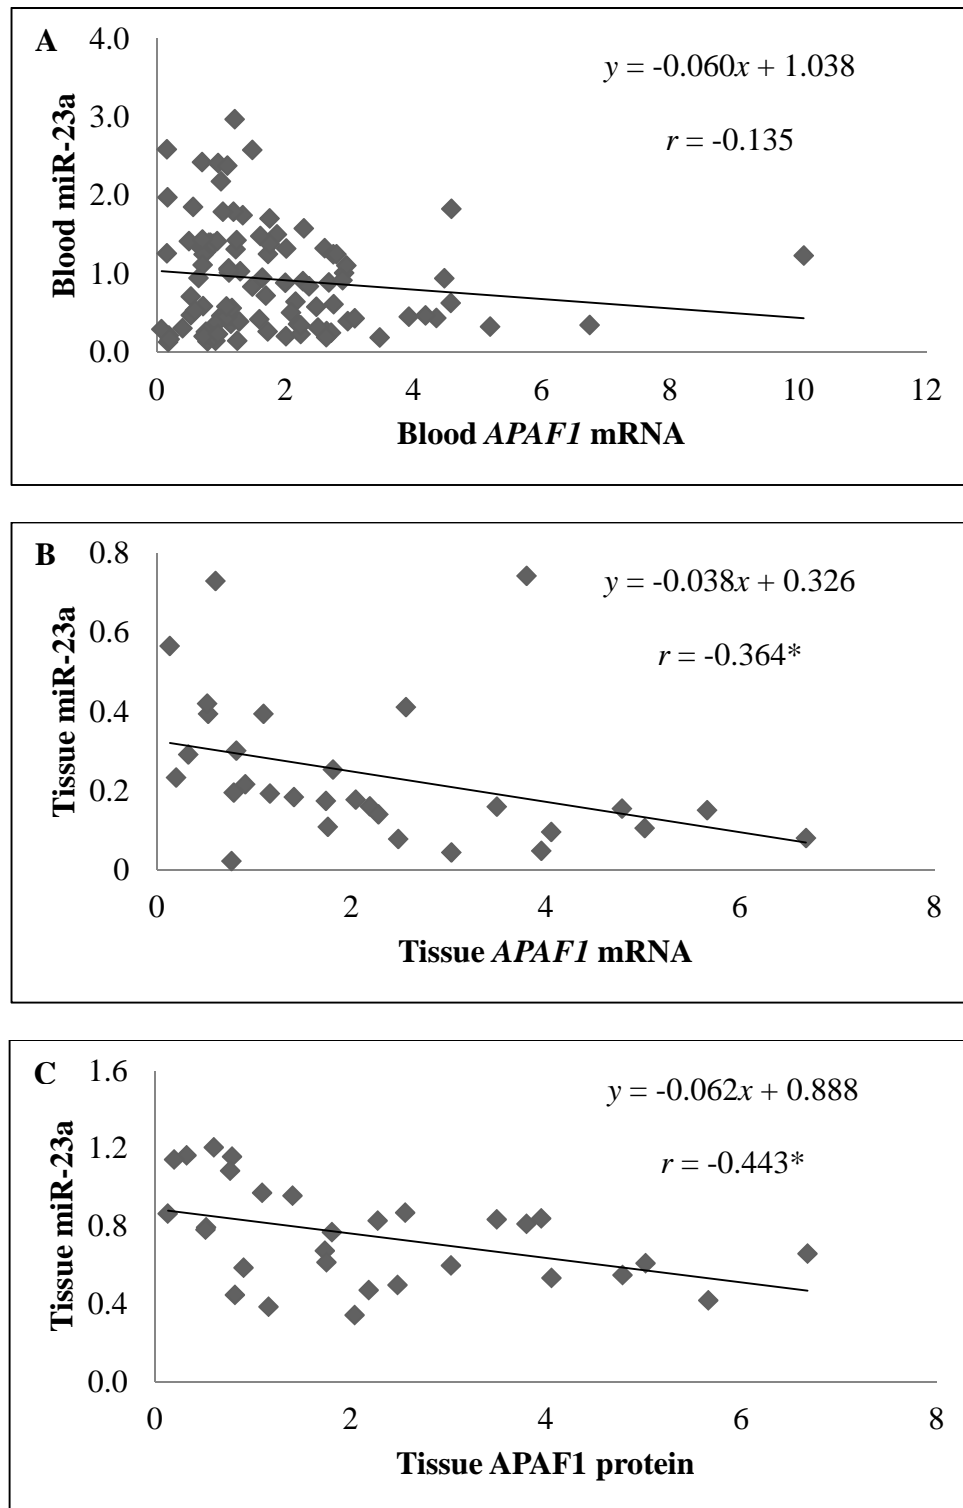 A
y = -0.060x + 1.038
r = -0.135
Blood miR-23a
4.0
3.0
2.0
1.0
0.0
0 2 4 6 8 10 12
Blood APAF1 mRNA
B
y = -0.038x + 0.326
r = -0.364*
Tissue miR-23a
0.8
0.6
0.4
0.2
0
0 2 4 6 8
Tissue APAF1 mRNA
C
y = -0.062x + 0.888
r = -0.443*
Tissue miR-23a
1.6
1.2
0.8
0.4
0.0
0 2 4 6 8
Tissue APAF1 protein